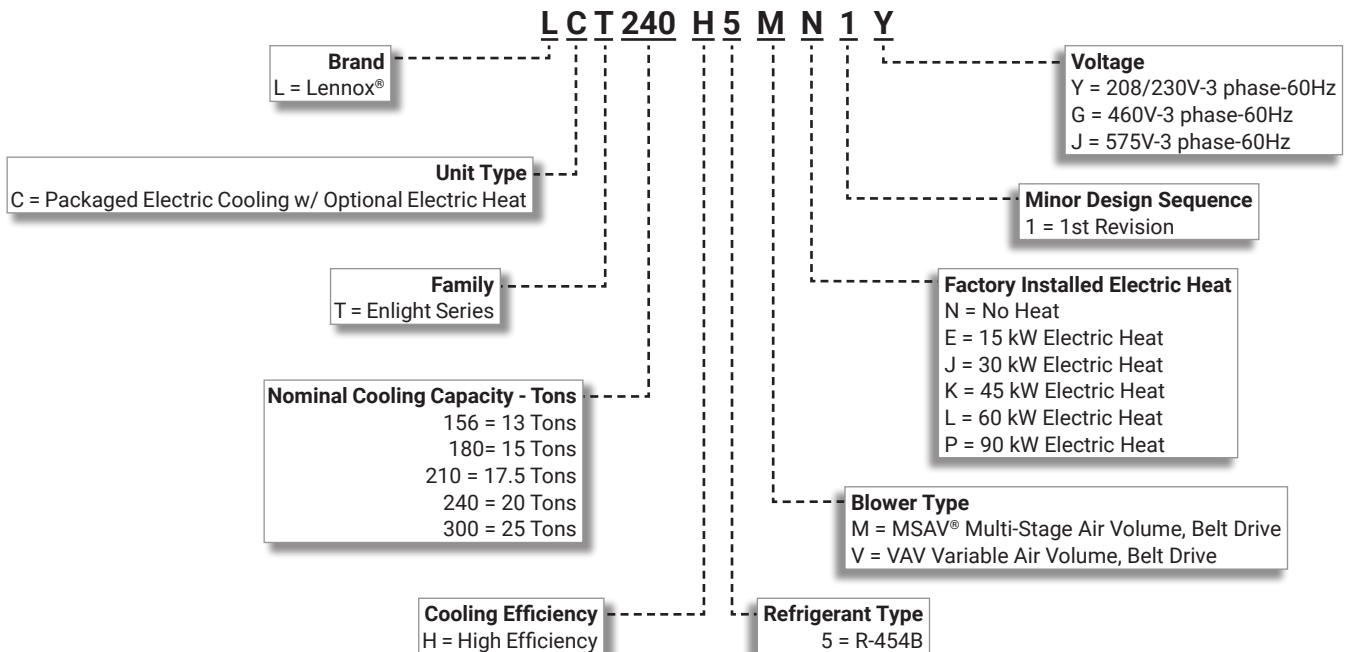 L C T 240 H 5 M N 1 Y
Brand
L = Lennox®
Unit Type
C = Packaged Electric Cooling w/ Optional Electric Heat
Family
T = Enlight Series
Nominal Cooling Capacity - Tons
156 = 13 Tons
180= 15 Tons
210 = 17.5 Tons
240 = 20 Tons
300 = 25 Tons
Cooling Efficiency
H = High Efficiency
Voltage
Y = 208/230V-3 phase-60Hz
G = 460V-3 phase-60Hz
J = 575V-3 phase-60Hz
Minor Design Sequence
1 = 1st Revision
Factory Installed Electric Heat
N = No Heat
E = 15 kW Electric Heat
J = 30 kW Electric Heat
K = 45 kW Electric Heat
L = 60 kW Electric Heat
P = 90 kW Electric Heat
Blower Type
M = MSAV® Multi-Stage Air Volume, Belt Drive
V = VAV Variable Air Volume, Belt Drive
Refrigerant Type
5 = R-454B